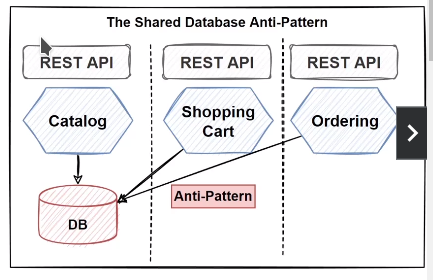 The Shared Database Anti-Pattern
REST API
REST API
REST API
Catalog
Shopping
Cart
Ordering
Anti-Pattern
DB